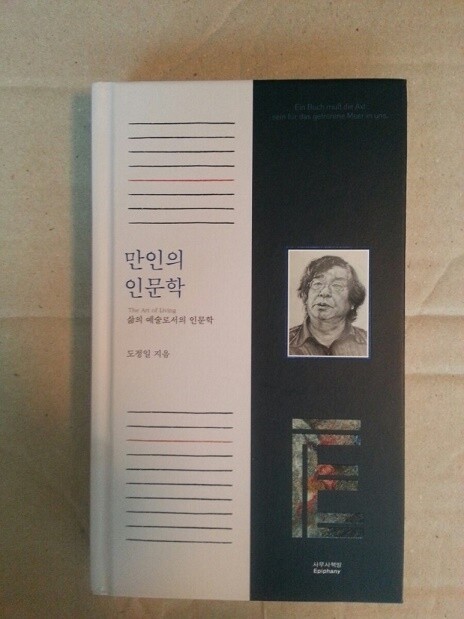 Ein Buch muß die Axt
sein für das gefrorene Meer in uns.
만인의
인문학
The Art of Living
삶의 예술로서의 인문학
도정일 지음
사무사책방
Epiphany